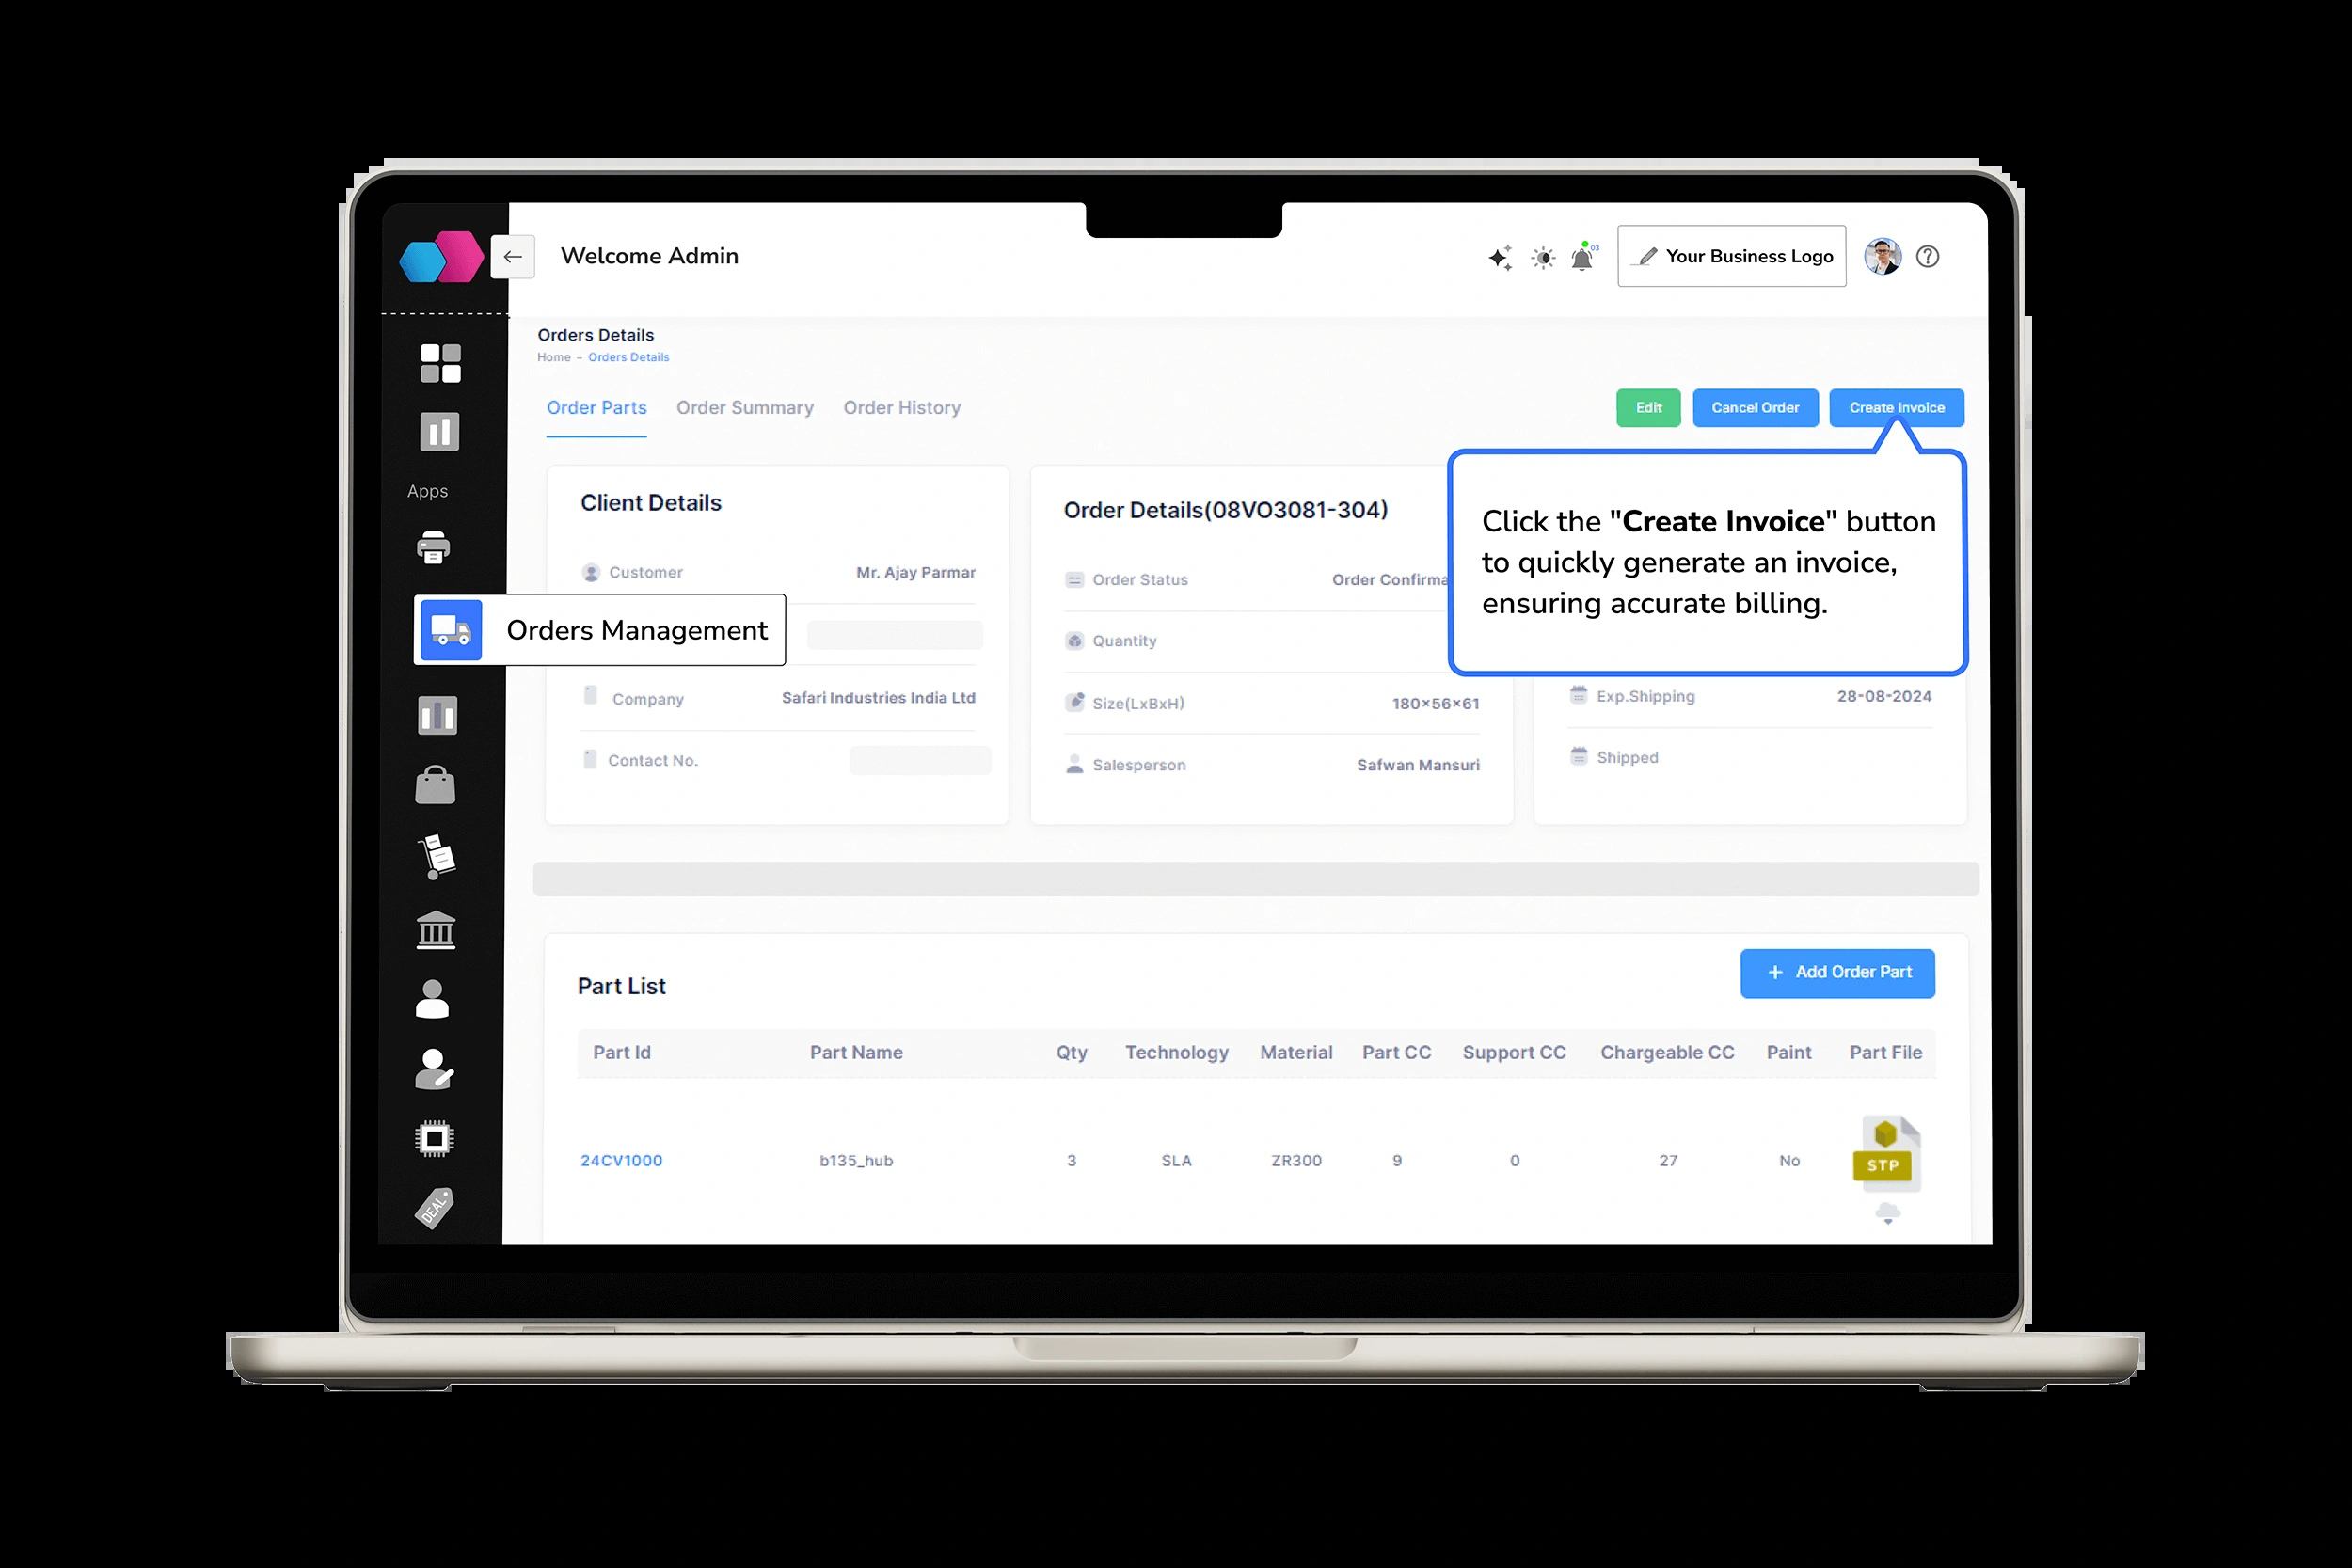 Welcome Admin
03
Your Business Logo
Orders Details
Home - Orders Details
Order Parts
Order Summary
Order History
Edit
Cancel Order
Create Invoice
Apps
Orders Management
Client Details
Customer
Mr. Ajay Parmar
Company
Safari Industries India Ltd
Contact No.
Order Details(08VO3081-304)
Order Status
Order Confirma
Quantity
Size(LxBxH)
180×56×61
Salesperson
Safwan Mansuri
Click the "Create Invoice" button
to quickly generate an invoice,
ensuring accurate billing.
Exp.Shipping
28-08-2024
Shipped
Part List
+ Add Order Part
Part Id Part Name Qty Technology Material Part CC Support CC Chargeable CC Paint Part File
24CV1000 b135_hub 3 SLA ZR300 9 0 27 No
STP
DEAL